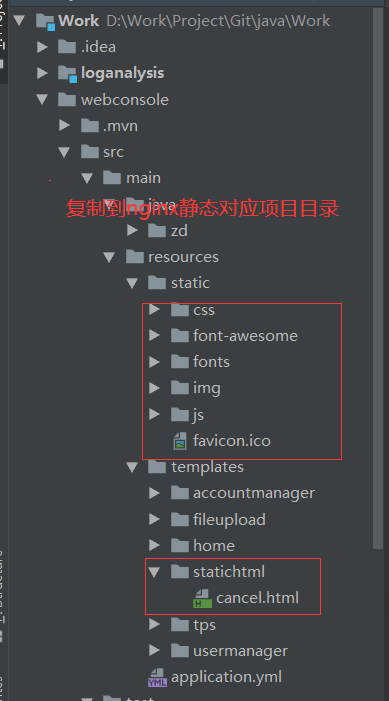 Work D:\Work\Project\Git\java\Work
.idea
loganalysis
webconsole
.mvn
src
main
java
复制到nginx静态对应项目目录
zd
resources
static
css
font-awesome
fonts
img
js
favicon.ico
templates
accountmanager
fileupload
home
statichtml
H
cancel.html
tps
usermanager
YML
application.yml